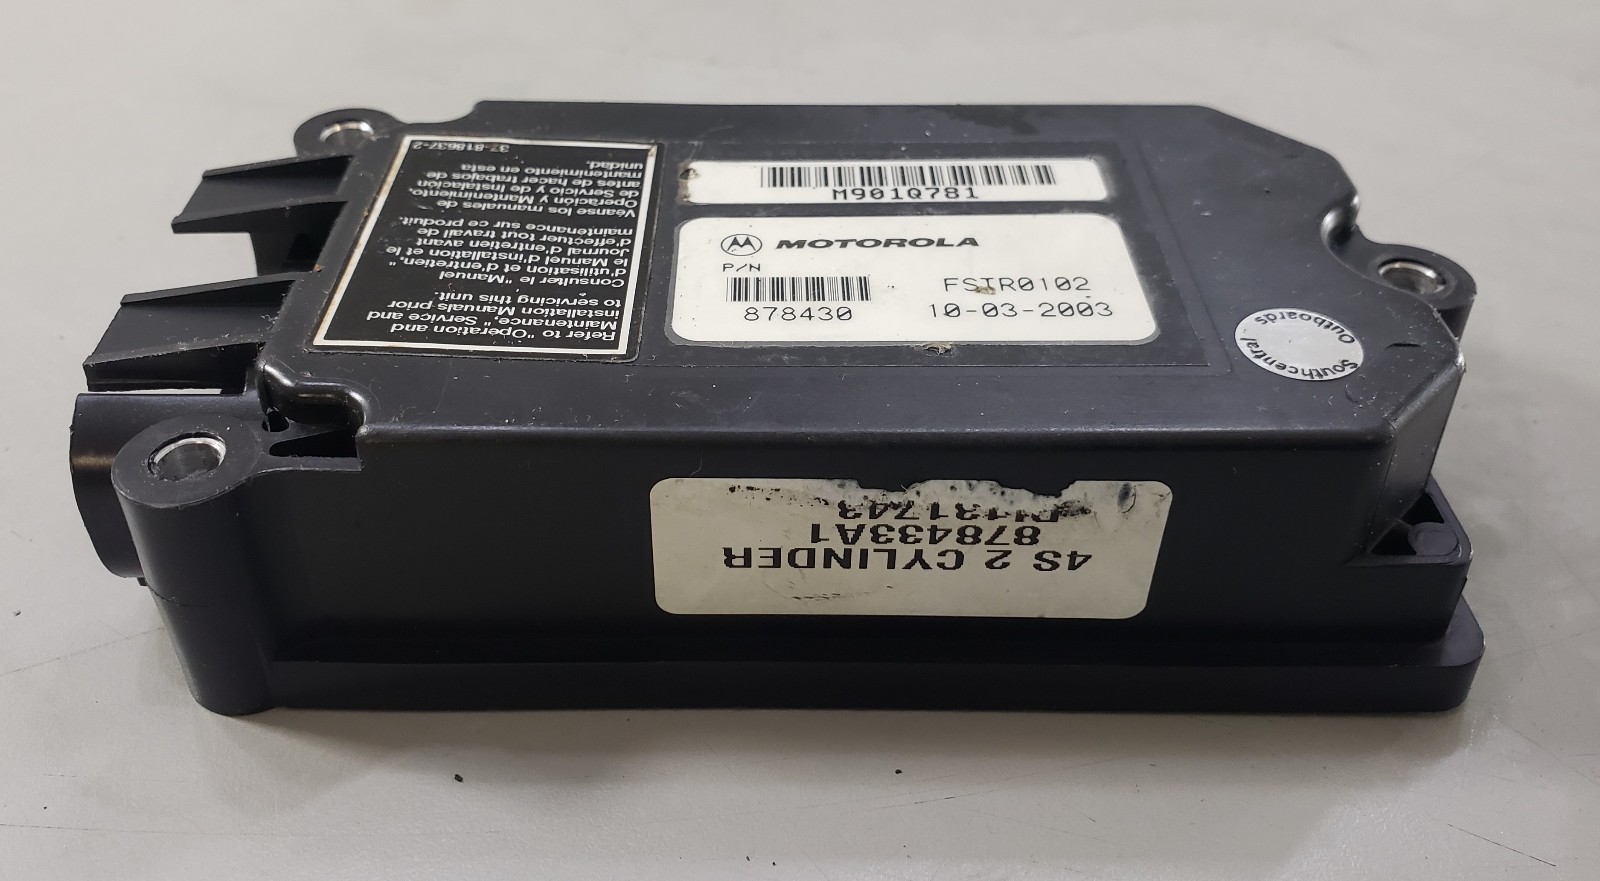 M901Q781
MOTOROLA
P/N
878430
FSTR0102
10-03-2003
Refer to "Operation and
Maintenance," Service and
installation Manuals prior
to servicing this unit.
Consulter le "Manuel
d'utilisation et d'entretien,"
le Manuel d'installation et le
Journal d'entretien avant
d'effectuer tout travail de
maintenance sur ce produit.
Véanse los manuales de
Operación y Mantenimiento,
de Servicio y de Instalación
antes de hacer trabajos de
mantenimiento en esta
unidad.
37-818637-2
Southcentral
Outboards
4S 2 CYLINDER
878433A1
131743